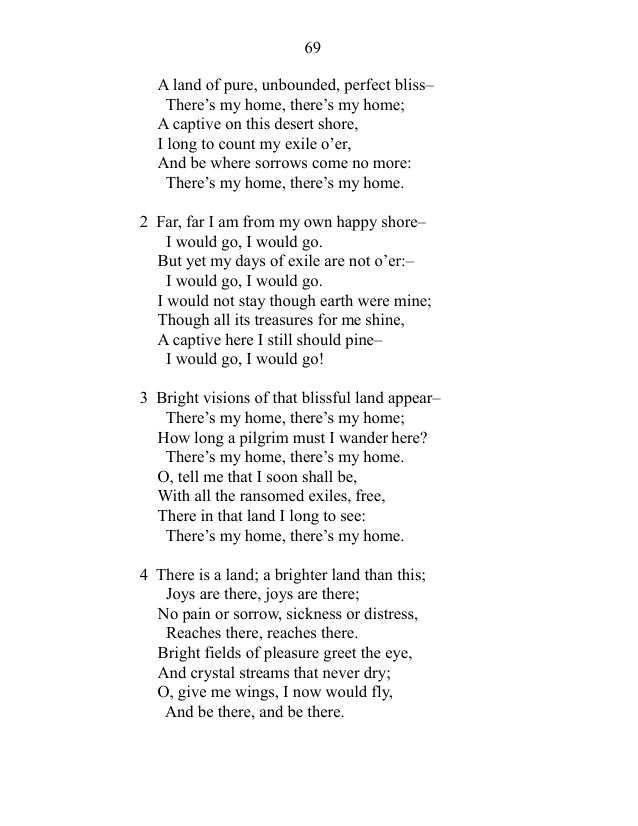 69
A land of pure, unbounded, perfect bliss–
There’s my home, there’s my home;
A captive on this desert shore,
I long to count my exile o’er,
And be where sorrows come no more:
There’s my home, there’s my home.
2 Far, far I am from my own happy shore–
I would go, I would go.
But yet my days of exile are not o’er:–
I would go, I would go.
I would not stay though earth were mine;
Though all its treasures for me shine,
A captive here I still should pine–
I would go, I would go!
3 Bright visions of that blissful land appear–
There’s my home, there’s my home;
How long a pilgrim must I wander here?
There’s my home, there’s my home.
O, tell me that I soon shall be,
With all the ransomed exiles, free,
There in that land I long to see:
There’s my home, there’s my home.
4 There is a land; a brighter land than this;
Joys are there, joys are there;
No pain or sorrow, sickness or distress,
Reaches there, reaches there.
Bright fields of pleasure greet the eye,
And crystal streams that never dry;
O, give me wings, I now would fly,
And be there, and be there.